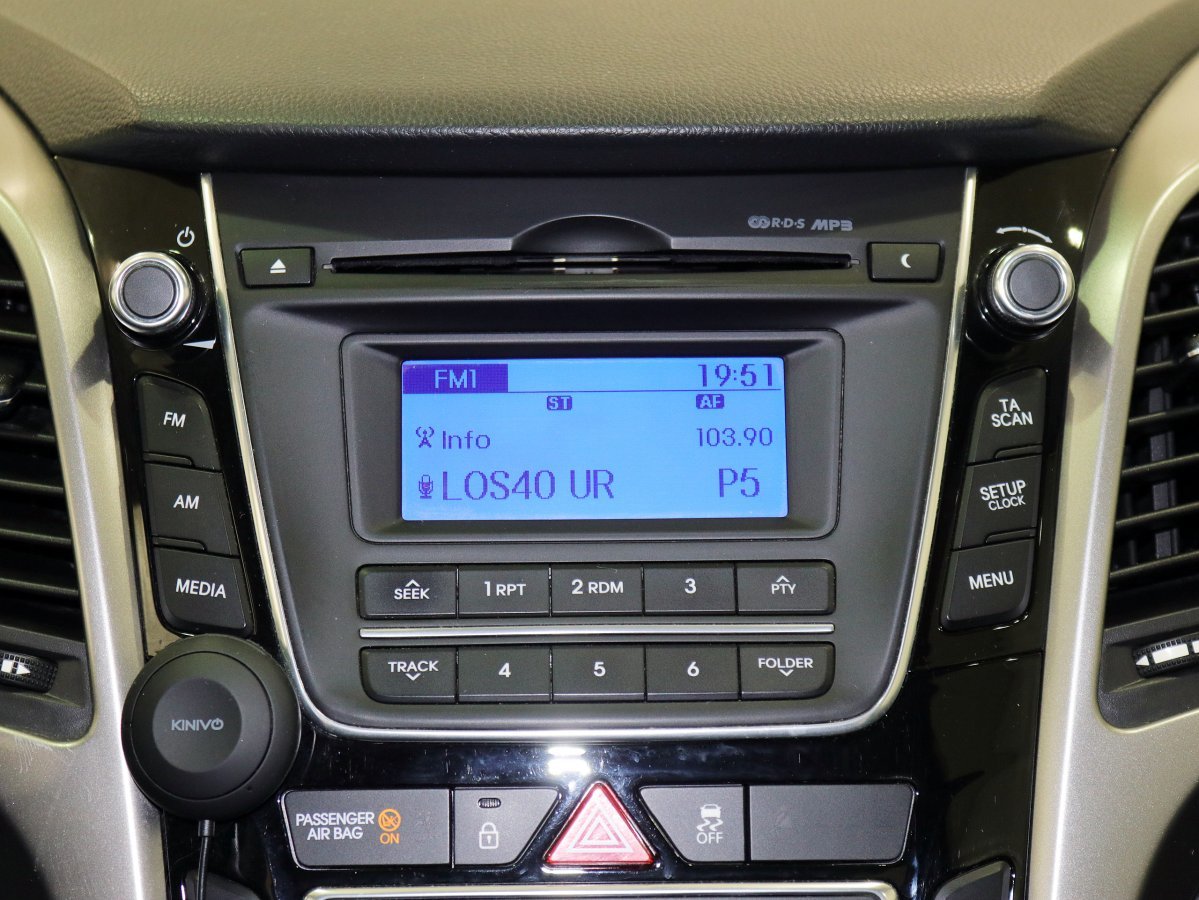 R·D·S MP3
FM1 19:51
ST AF
Info 103.90
LOS40 UR P5
FM
AM
MEDIA
TA
SCAN
SETUP
CLOCK
MENU
SEEK 1 RPT 2 RDM 3 PTY
TRACK 4 5 6 FOLDER
KINIVO
PASSENGER
AIR BAG ON
OFF